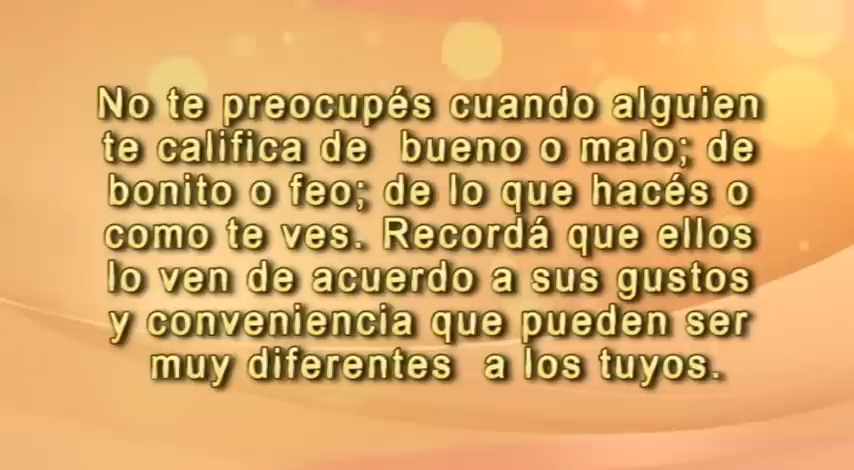 No te preocupés cuando alguien
te califica de bueno o malo; de
bonito o feo; de lo que hacés o
como te ves. Recordá que ellos
lo ven de acuerdo a sus gustos
y conveniencia que pueden ser
muy diferentes a los tuyos.